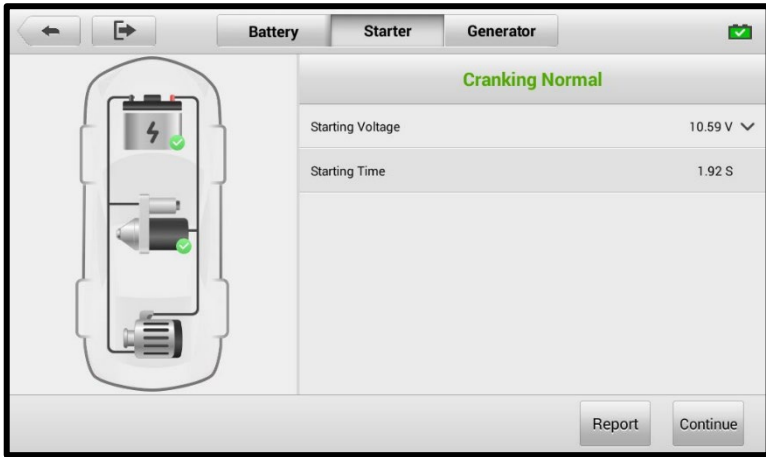 Battery Starter Generator
Cranking Normal
Starting Voltage 10.59 V
Starting Time 1.92 S
Report Continue